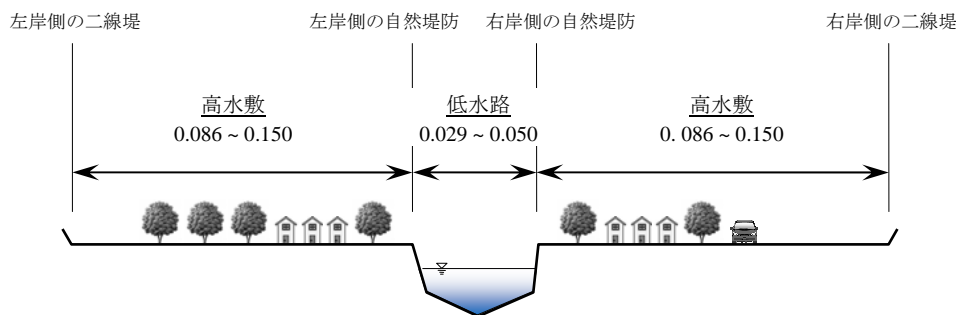 左岸側の二線堤
左岸側の自然堤防
右岸側の自然堤防
右岸側の二線堤
高水敷
0.086 ~ 0.150
低水路
0.029 ~ 0.050
高水敷
0. 086 ~ 0.150